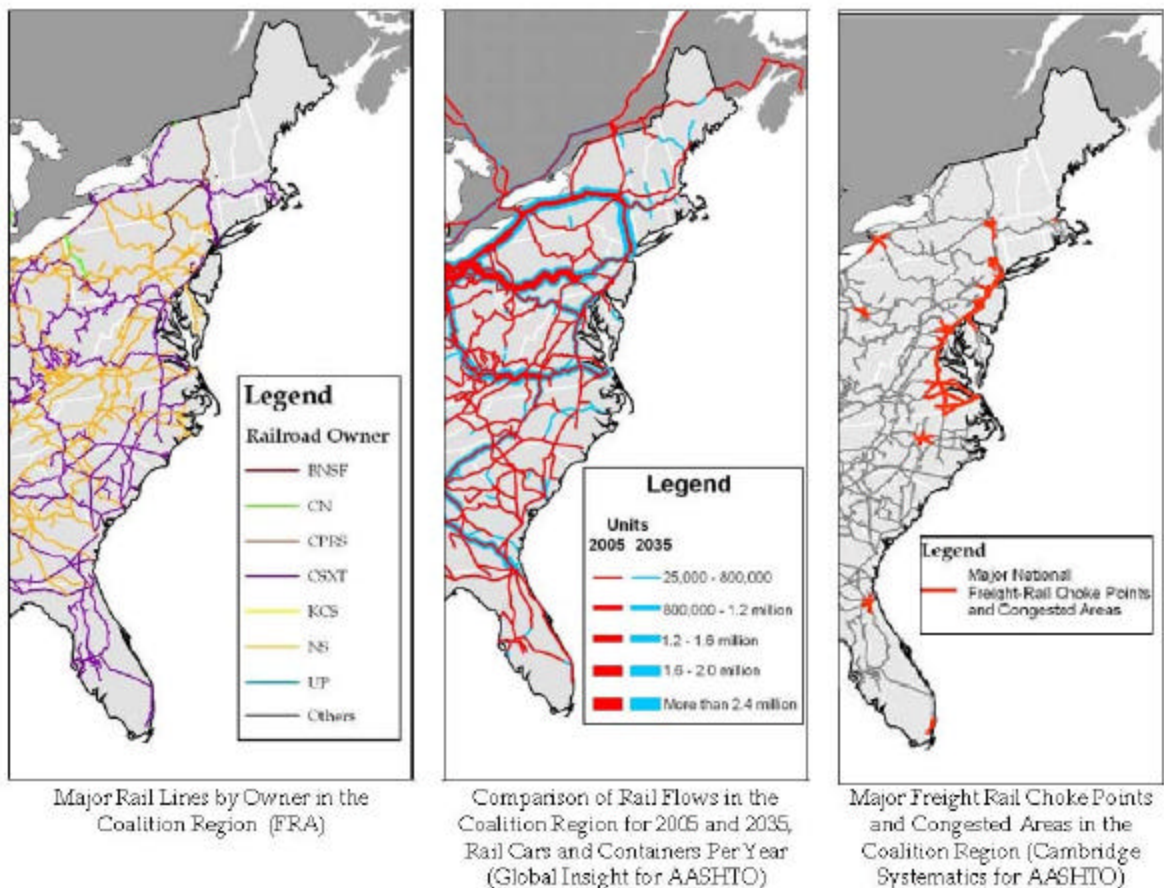 Legend
Railroad Owner
BNSF
CN
CPRS
CSXT
KCS
NS
UP
Others
Major Rail Lines by Owner in the
Coalition Region (FRA)
Legend
Units
2005 2035
25,000 - 800,000
800,000 - 1.2 million
1.2 - 1.6 million
1.6 - 2.0 million
More than 2.4 million
Comparison of Rail Flows in the
Coalition Region for 2005 and 2035,
Rail Cars and Containers Per Year
(Global Insight for AASHTO)
Legend
Major National
Freight-Rail Choke Points
and Congested Areas
Major Freight Rail Choke Points
and Congested Areas in the
Coalition Region (Cambridge
Systematics for AASHTO)